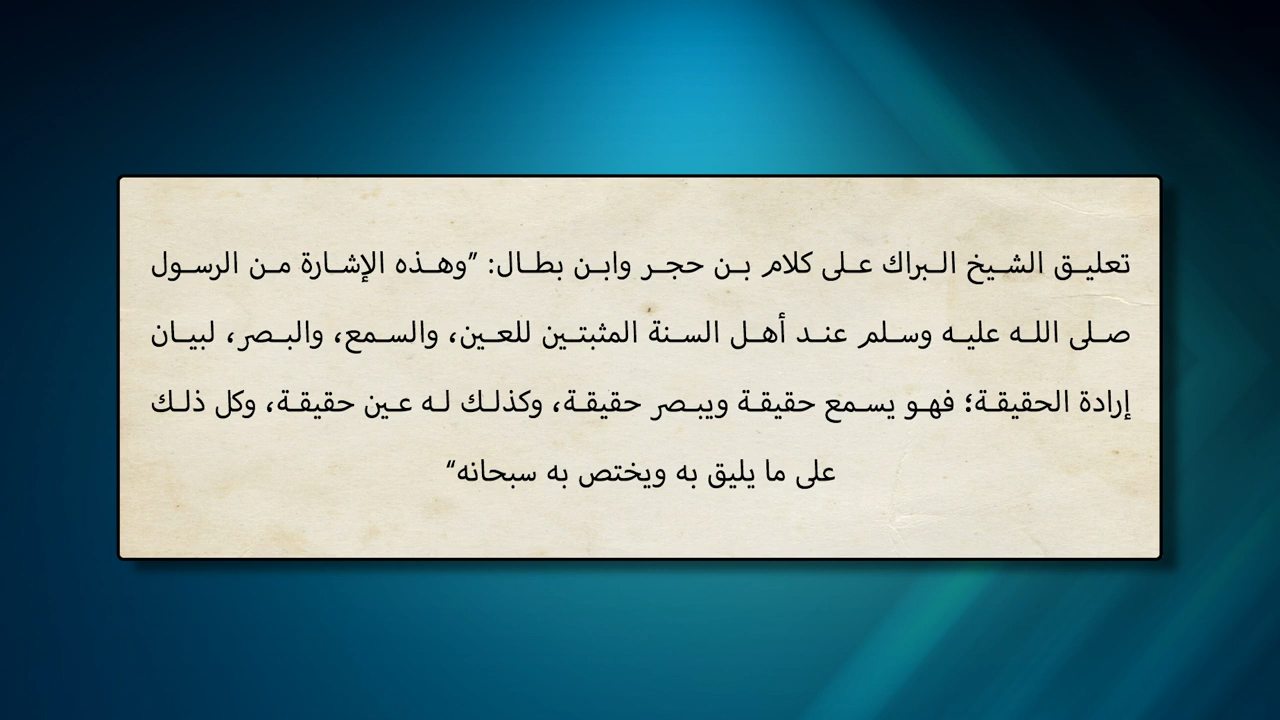 تعليق الشيخ البراك على كلام بن حجر وابن بطال: "وهذه الإشارة من الرسول
صلى الله عليه وسلم عند أهل السنة المثبتين للعين، والسمع، والبصر، لبيان
إرادة الحقيقة؛ فهو يسمع حقيقة ويبصر حقيقة، وكذلك له عين حقيقة، وكل ذلك
على ما يليق به ويختص به سبحانه"